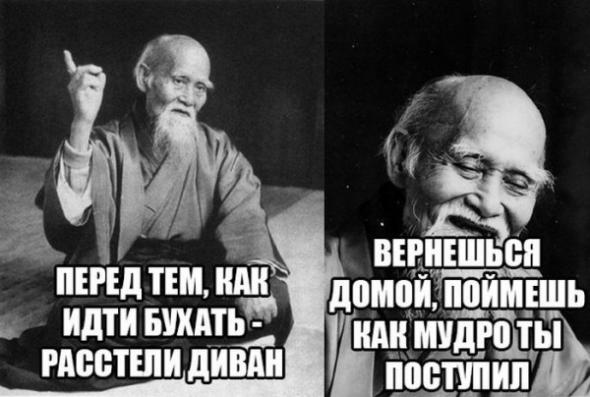 ПЕРЕД ТЕМ, КАК
ИДТИ БУХАТЬ -
РАССТЕЛИ ДИВАН
ВЕРНЕШЬСЯ
ДОМОЙ, ПОЙМЕШЬ
КАК МУДРО ТЫ
ПОСТУПИЛ